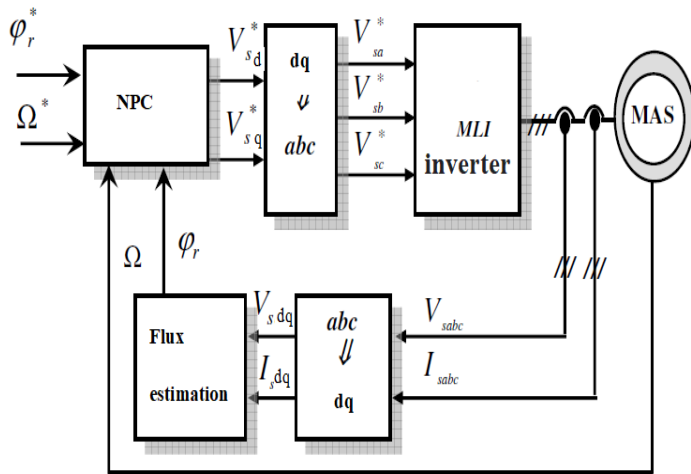 φr*
Ω*
NPC
Vsd*
Vsq*
dq
⇓
abc
Vsa*
Vsb*
Vsc*
MLI
inverter
///
MAS
Ω
φr
Flux
estimation
Vsdq
Isdq
abc
⇓
dq
Vsabc
Isabc
/// ///